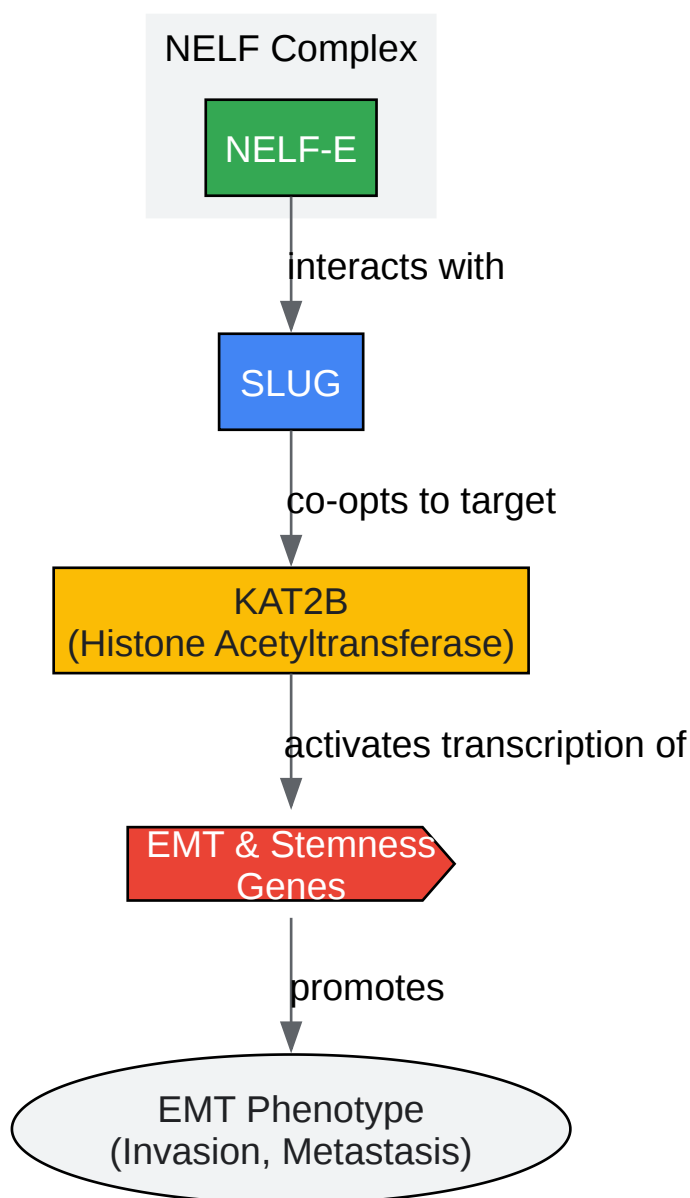 NELF Complex
NELF-E
interacts with
SLUG
co-opts to target
KAT2B
(Histone Acetyltransferase)
activates transcription of
EMT & Stemness
Genes
promotes
EMT Phenotype
(Invasion, Metastasis)